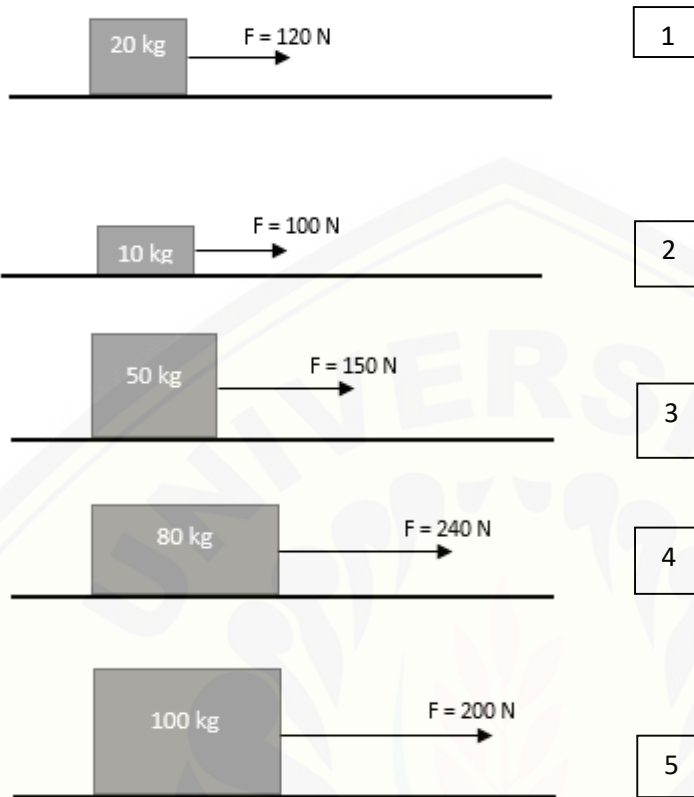 20 kg
F = 120 N
1
F = 100 N
10 kg
2
50 kg
F = 150 N
3
80 kg
F = 240 N
4
100 kg
F = 200 N
5
UNIVERS